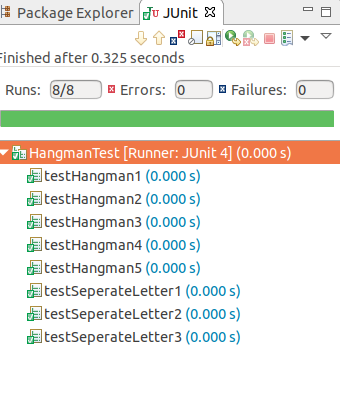 Package Explorer JUnit
Finished after 0.325 seconds
Runs: 8/8 Errors: 0 Failures: 0
HangmanTest [Runner: JUnit 4] (0.000 s)
testHangman1 (0.000 s)
testHangman2 (0.000 s)
testHangman3 (0.000 s)
testHangman4 (0.000 s)
testHangman5 (0.000 s)
testSeperateLetter1 (0.000 s)
testSeperateLetter2 (0.000 s)
testSeperateLetter3 (0.000 s)